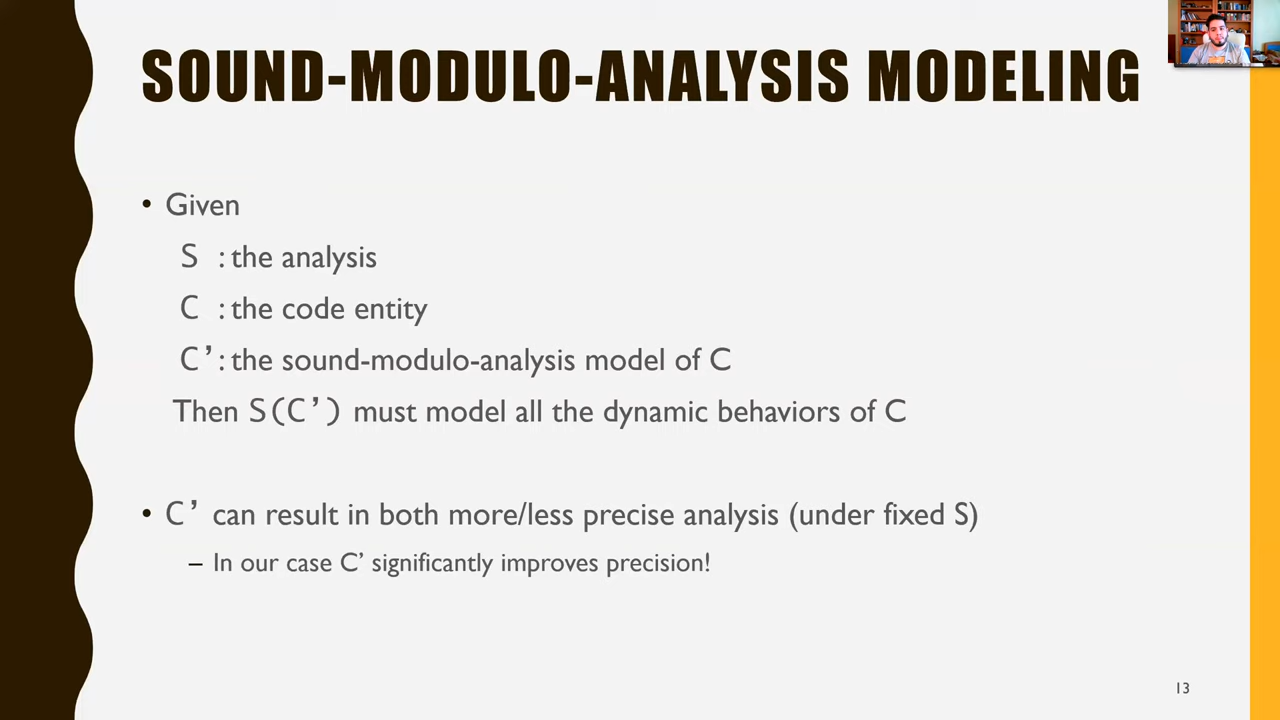 SOUND-MODULO-ANALYSIS MODELING
• Given
S : the analysis
C : the code entity
C’: the sound-modulo-analysis model of C
Then S(C’) must model all the dynamic behaviors of C
• C’ can result in both more/less precise analysis (under fixed S)
– In our case C’ significantly improves precision!
13